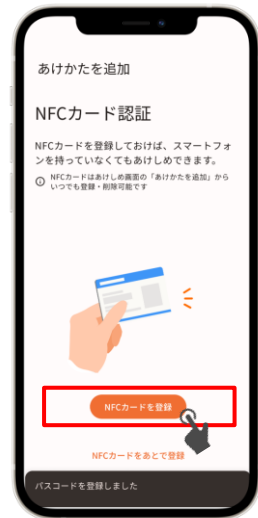 あけかたを追加
NFCカード認証
NFCカードを登録しておけば、スマートフォ
ンを持っていなくてもあけしめできます。
NFCカードはあけしめ画面の「あけかたを追加」から
いつでも登録・削除可能です
NFCカードを登録
NFCカードをあとで登録
パスコードを登録しました